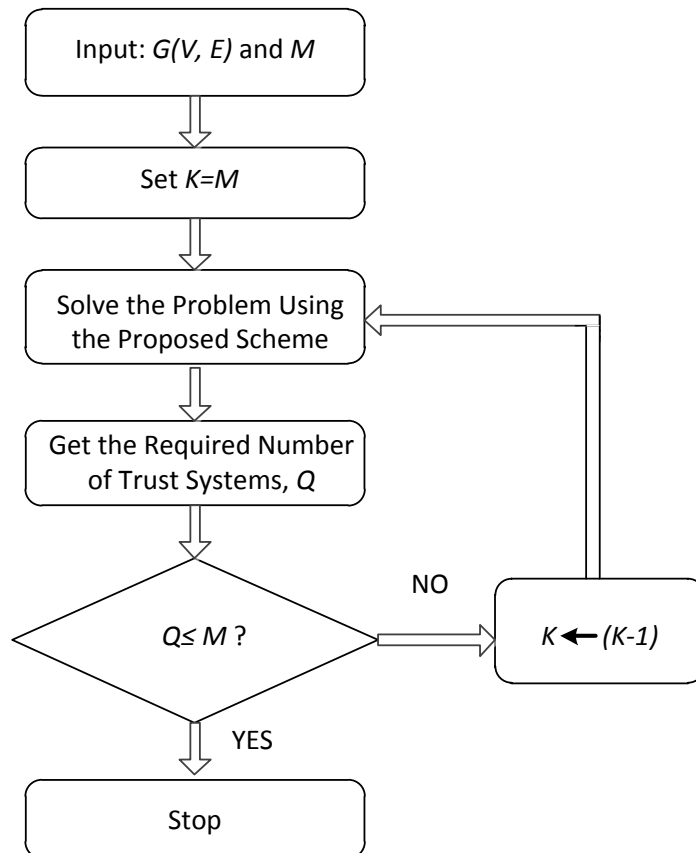 Input: G(V, E) and M
Set K=M
Solve the Problem Using
the Proposed Scheme
Get the Required Number
of Trust Systems, Q
Q≤ M ?
NO
K ← (K-1)
YES
Stop